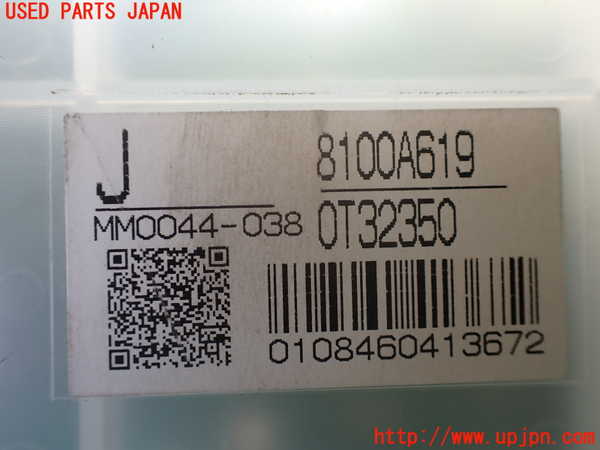 USED PARTS JAPAN
J
8100A619
MM0044-038
0T32350
0108460413672
http://www.upjpn.com